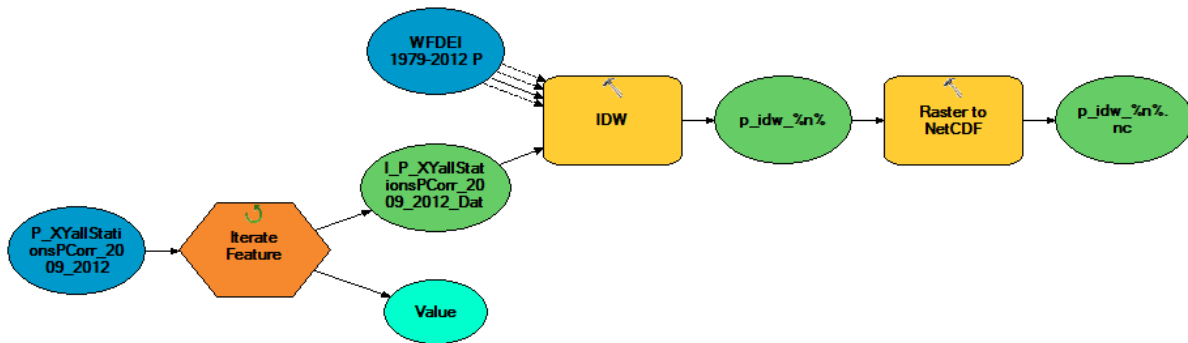 WFDEI
1979-2012 P
IDW
p_idw_%n%
Raster to
NetCDF
p_idw_%n%.
nc
I_P_XYallStat
ionsPCorr_20
09_2012_Dat
P_XYallStati
onsPCorr_20
09_2012
Iterate
Feature
Value